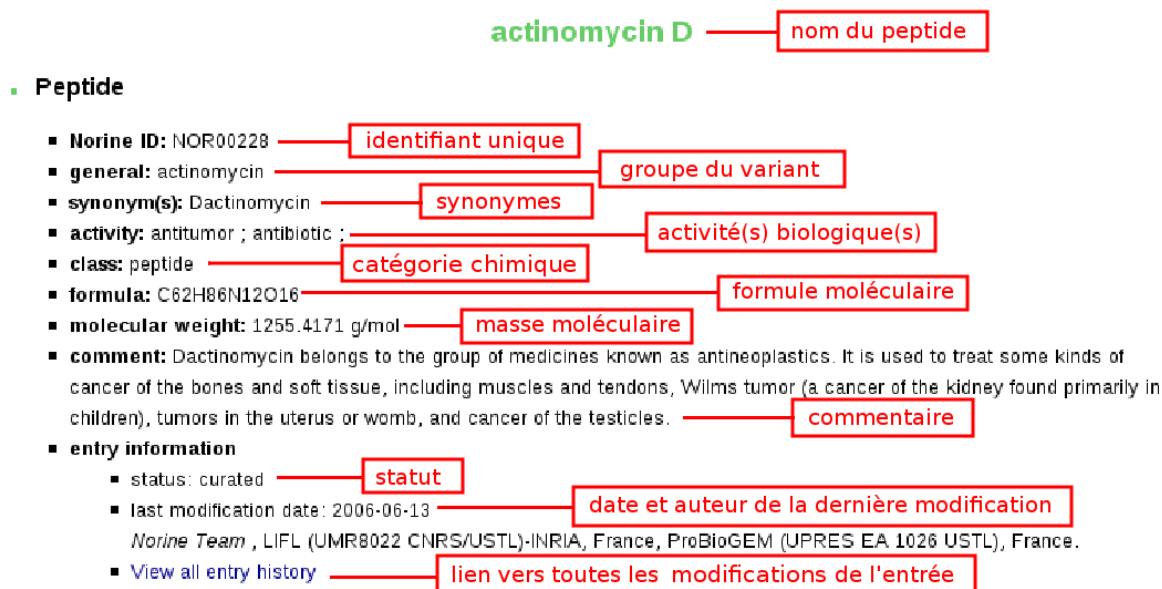 actinomycin D nom du peptide
Peptide
Norine ID: NOR00228 identifiant unique
general: actinomycin groupe du variant
synonym(s): Dactinomycin synonymes
activity: antitumor ; antibiotic ; activité(s) biologique(s)
class: peptide catégorie chimique
formula: C62H86N12O16 formule moléculaire
molecular weight: 1255.4171 g/mol masse moléculaire
comment: Dactinomycin belongs to the group of medicines known as antineoplastics. It is used to treat some kinds of
cancer of the bones and soft tissue, including muscles and tendons, Wilms tumor (a cancer of the kidney found primarily in
children), tumors in the uterus or womb, and cancer of the testicles. commentaire
entry information
status: curated statut
last modification date: 2006-06-13 date et auteur de la dernière modification
Norine Team , LIFL (UMR8022 CNRS/USTL)-INRIA, France, ProBioGEM (UPRES EA 1026 USTL), France.
View all entry history lien vers toutes les modifications de l'entrée